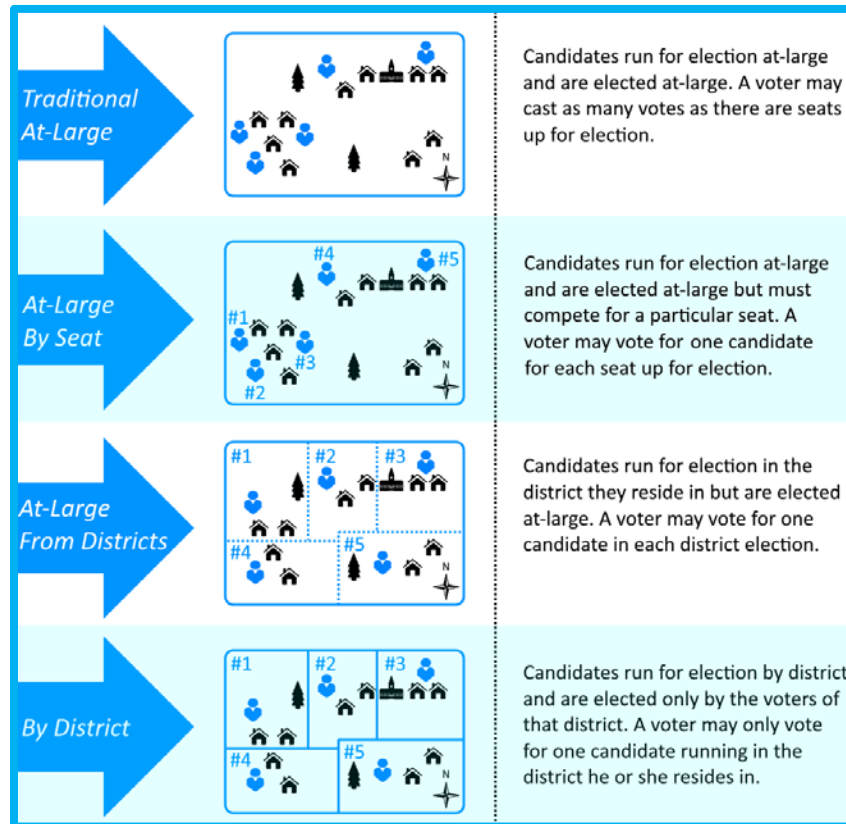 Traditional
At-Large
N
Candidates run for election at-large
and are elected at-large. A voter may
cast as many votes as there are seats
up for election.
At-Large
By Seat
#4
#5
#1
#3
#2
N
Candidates run for election at-large
and are elected at-large but must
compete for a particular seat. A
voter may vote for one candidate
for each seat up for election.
At-Large
From Districts
#1
#2
#3
#4
#5
N
Candidates run for election in the
district they reside in but are elected
at-large. A voter may vote for one
candidate in each district election.
By District
#1
#2
#3
#4
#5
N
Candidates run for election by district
and are elected only by the voters of
that district. A voter may only vote
for one candidate running in the
district he or she resides in.